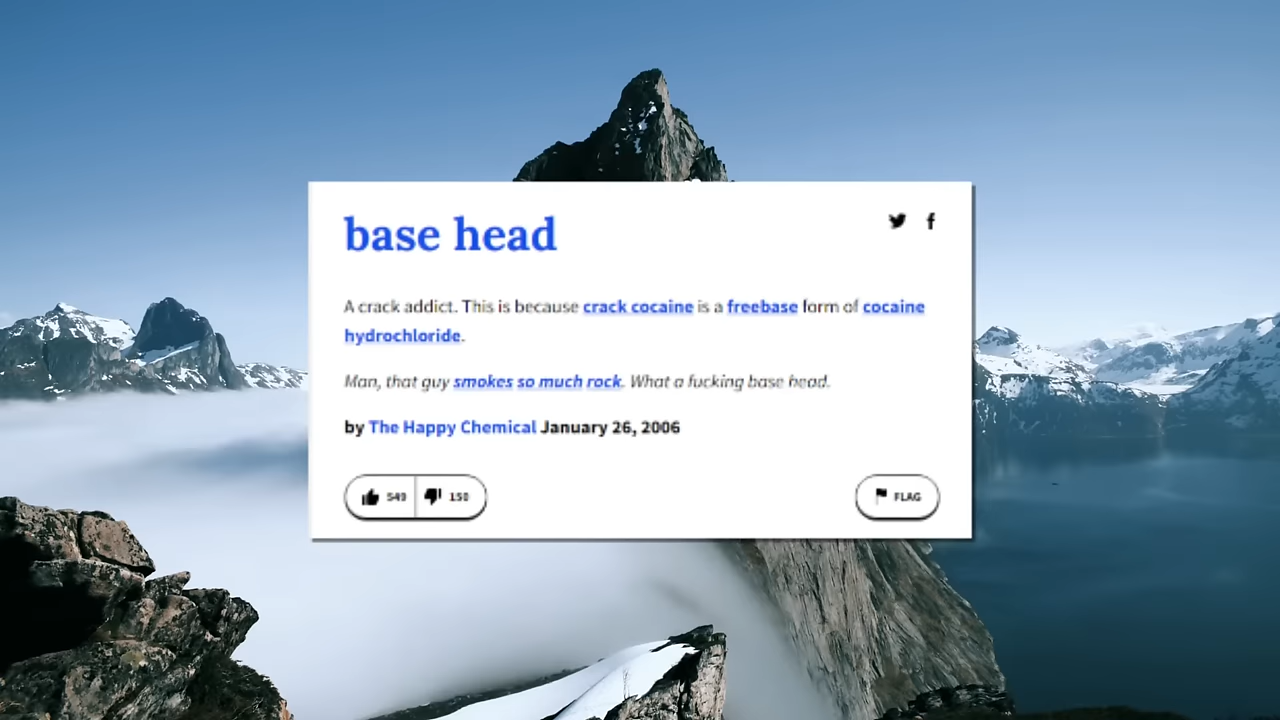 base head
A crack addict. This is because crack cocaine is a freebase form of cocaine
hydrochloride.
Man, that guy smokes so much rock. What a fucking base head.
by The Happy Chemical January 26, 2006
549 150
FLAG